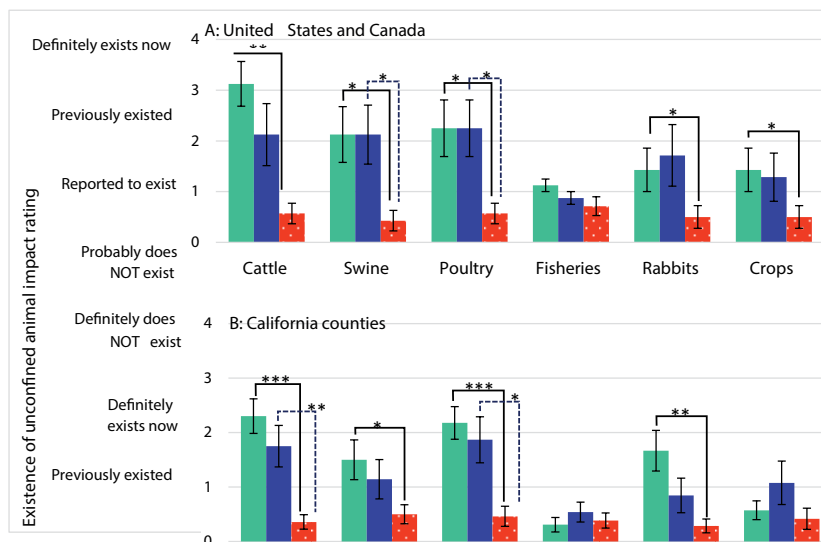 A: United States and Canada
Definitely exists now
Previously existed
Reported to exist
Probably does
NOT exist
Definitely does
NOT exist
Definitely
exists now
Previously existed
Existence of unconfined animal impact rating
4
3
2
1
0
**
*
*
*
*
*
*
Cattle
Swine
Poultry
Fisheries
Rabbits
Crops
B: California counties
4
3
2
1
0
***
**
*
***
*
**